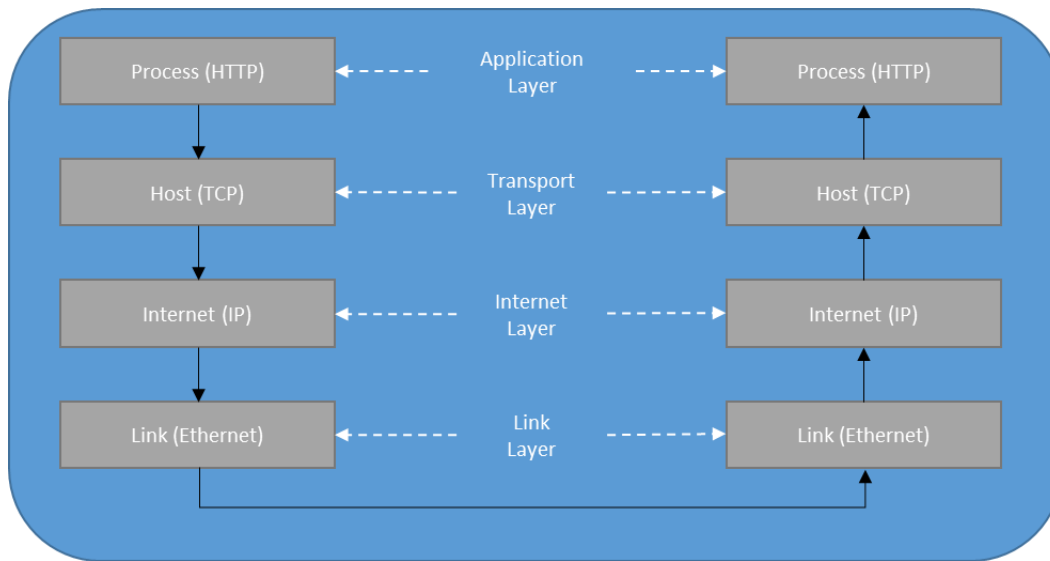 Process (HTTP)
Application
Layer
Process (HTTP)
Host (TCP)
Transport
Layer
Host (TCP)
Internet (IP)
Internet
Layer
Internet (IP)
Link (Ethernet)
Link
Layer
Link (Ethernet)